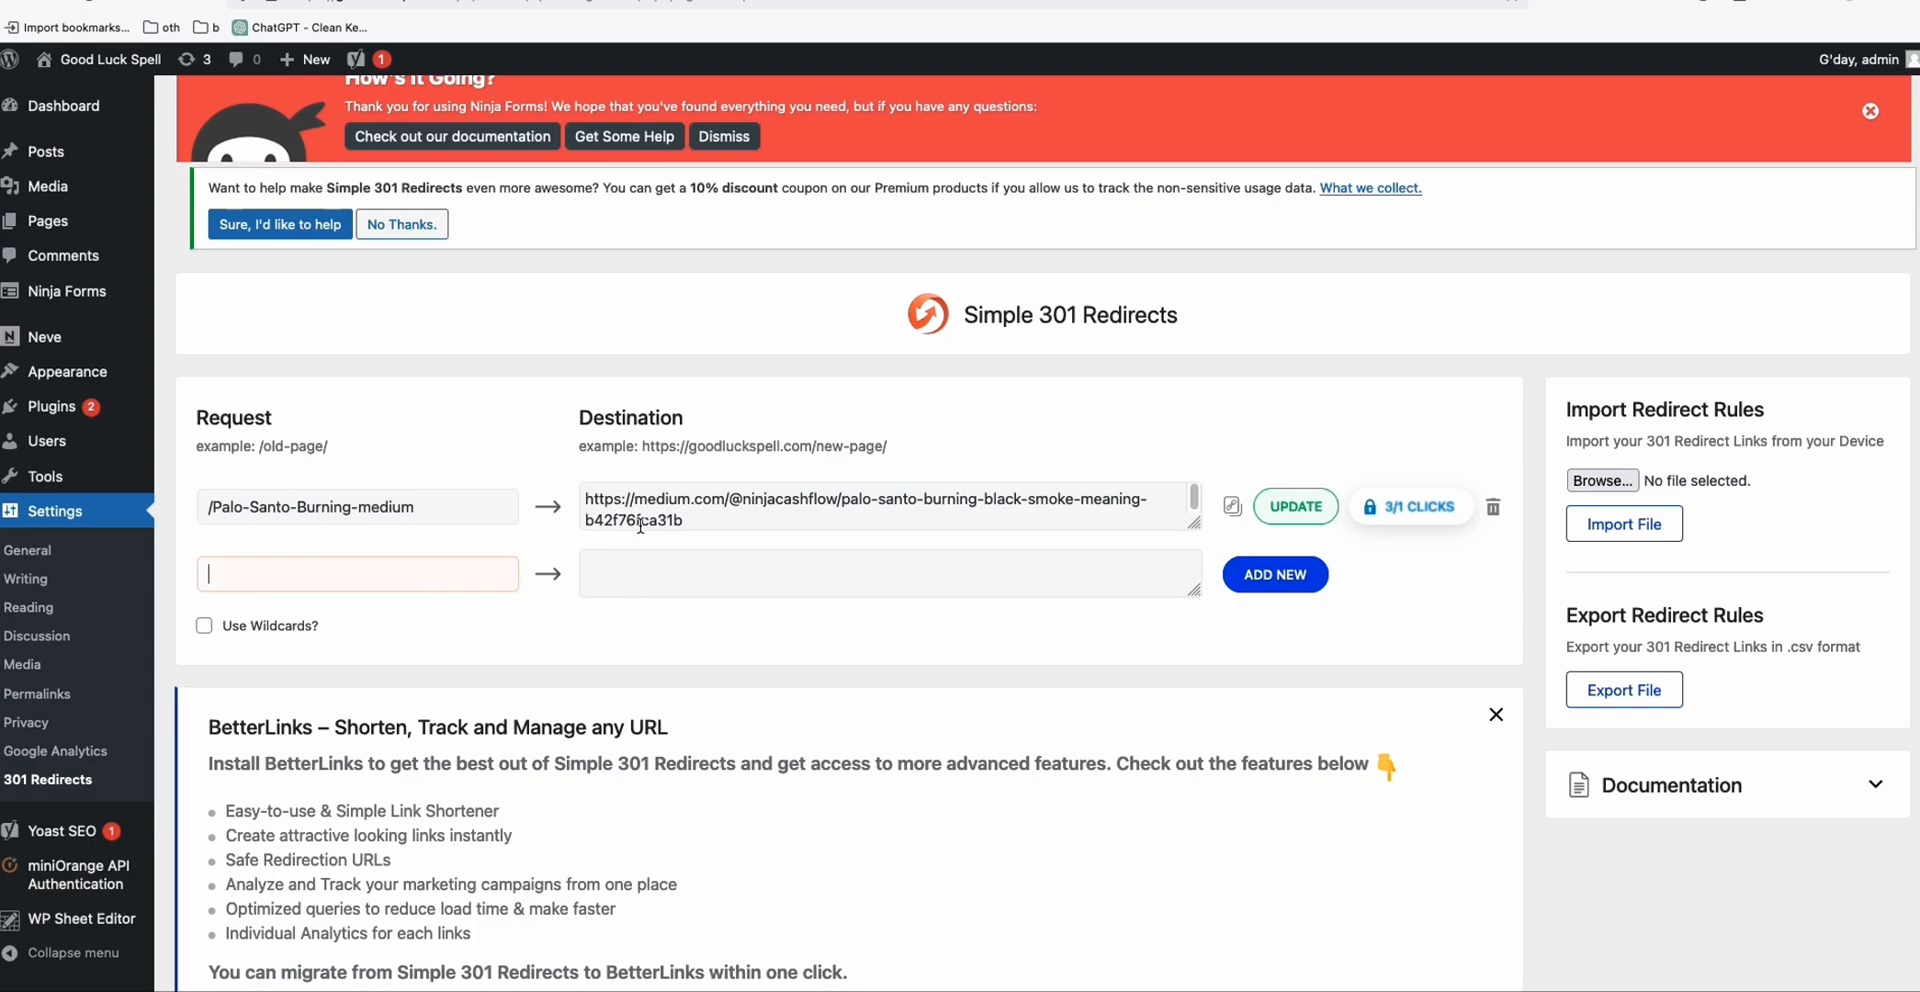 Import bookmarks...
oth
b
ChatGPT - Clean Ke...
Good Luck Spell
3
0
New
1
G'day, admin
Dashboard
Posts
Media
Pages
Comments
Ninja Forms
Neve
Appearance
Plugins 2
Users
Tools
Settings
General
Writing
Reading
Discussion
Media
Permalinks
Privacy
Google Analytics
301 Redirects
Yoast SEO 1
miniOrange API
Authentication
WP Sheet Editor
Collapse menu
How's It Going?
Thank you for using Ninja Forms! We hope that you've found everything you need, but if you have any questions:
Check out our documentation
Get Some Help
Dismiss
Want to help make Simple 301 Redirects even more awesome? You can get a 10% discount coupon on our Premium products if you allow us to track the non-sensitive usage data. What we collect.
Sure, I'd like to help
No Thanks.
Simple 301 Redirects
Request
example: /old-page/
Destination
example: https://goodluckspell.com/new-page/
/Palo-Santo-Burning-medium
https://medium.com/@ninjacashflow/palo-santo-burning-black-smoke-meaning-
b42f76fca31b
UPDATE
3/1 CLICKS
ADD NEW
Use Wildcards?
BetterLinks – Shorten, Track and Manage any URL
Install BetterLinks to get the best out of Simple 301 Redirects and get access to more advanced features. Check out the features below 👇
Easy-to-use & Simple Link Shortener
Create attractive looking links instantly
Safe Redirection URLs
Analyze and Track your marketing campaigns from one place
Optimized queries to reduce load time & make faster
Individual Analytics for each links
You can migrate from Simple 301 Redirects to BetterLinks within one click.
Import Redirect Rules
Import your 301 Redirect Links from your Device
Browse... No file selected.
Import File
Export Redirect Rules
Export your 301 Redirect Links in .csv format
Export File
Documentation